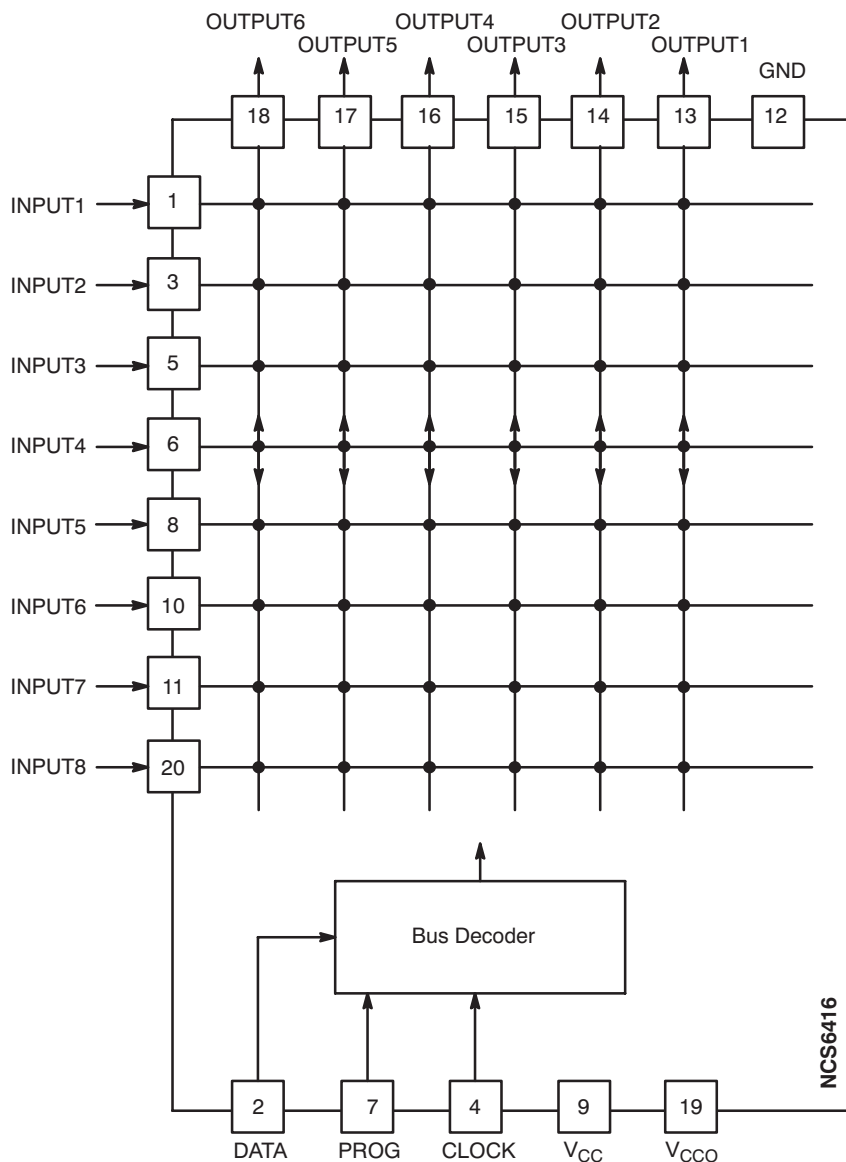 OUTPUT6
OUTPUT5
OUTPUT4
OUTPUT3
OUTPUT2
OUTPUT1
GND
18
17
16
15
14
13
12
INPUT1
1
INPUT2
3
INPUT3
5
INPUT4
6
INPUT5
8
INPUT6
10
INPUT7
11
INPUT8
20
Bus Decoder
NCS6416
2
7
4
9
19
DATA
PROG
CLOCK
VCC
VCCO